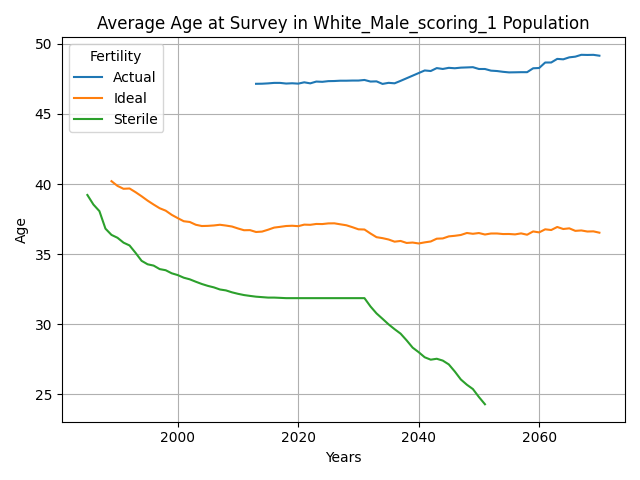 Average Age at Survey in White_Male_scoring_1 Population
Fertility
Actual
Ideal
Sterile
Age
50
45
40
35
30
25
2000
2020
2040
2060
Years